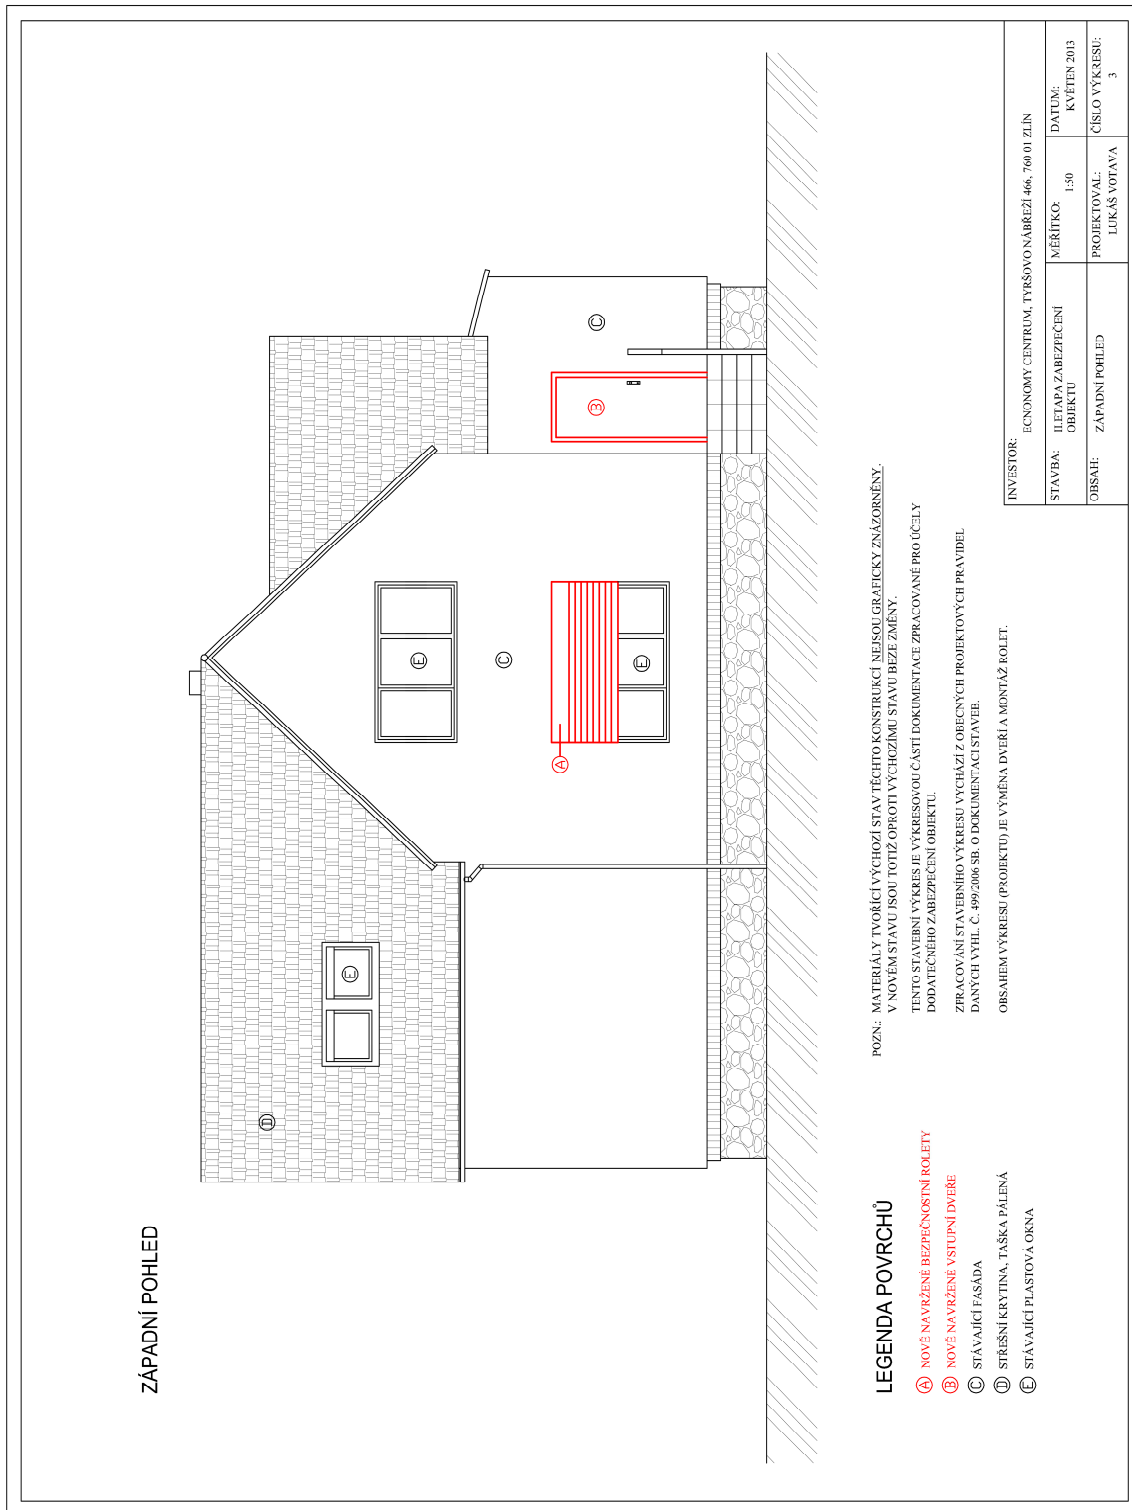 ZÁPADNÍ POHLED
D
E
E
C
A
E
B
C
LEGENDA POVRCHŮ
A NOVĚ NAVRŽENÉ BEZPEČNOSTNÍ ROLETY
B NOVĚ NAVRŽENÉ VSTUPNÍ DVEŘE
C STÁVAJÍCÍ FASÁDA
D STŘEŠNÍ KRYTINA, TAŠKA PÁLENÁ
E STÁVAJÍCÍ PLASTOVÁ OKNA
POZN.: MATERIÁLY TVOŘÍCÍ VÝCHOZÍ STAV TĚCHTO KONSTRUKCÍ NEJSOU GRAFICKY ZNÁZORNĚNY.
V NOVÉM STAVU JSOU TOTIŽ OPROTI VÝCHOZÍMU STAVU BEZE ZMĚNY.
TENTO STAVEBNÍ VÝKRES JE VÝKRESOVOU ČÁSTÍ DOKUMENTACE ZPRACOVANÉ PRO ÚČELY
DODATEČNÉHO ZABEZPEČENÍ OBJEKTU.
ZPRACOVÁNÍ STAVEBNÍHO VÝKRESU VYCHÁZÍ Z OBECNÝCH PROJEKTOVÝCH PRAVIDEL
DANÝCH VYHL. Č. 499/2006 SB. O DOKUMENTACI STAVEB.
OBSAHEM VÝKRESU (PROJEKTU) JE VÝMĚNA DVEŘÍ A MONTÁŽ ROLET.
INVESTOR:
ECNONOMY CENTRUM, TYRŠOVO NÁBŘEŽÍ 466, 760 01 ZLÍN
STAVBA: II.ETAPA ZABEZPEČENÍ
OBJEKTU
MĚŘÍTKO:
1:50
DATUM:
KVĚTEN 2013
OBSAH: ZÁPADNÍ POHLED
PROJEKTOVAL:
LUKÁŠ VOTAVA
ČÍSLO VÝKRESU:
3